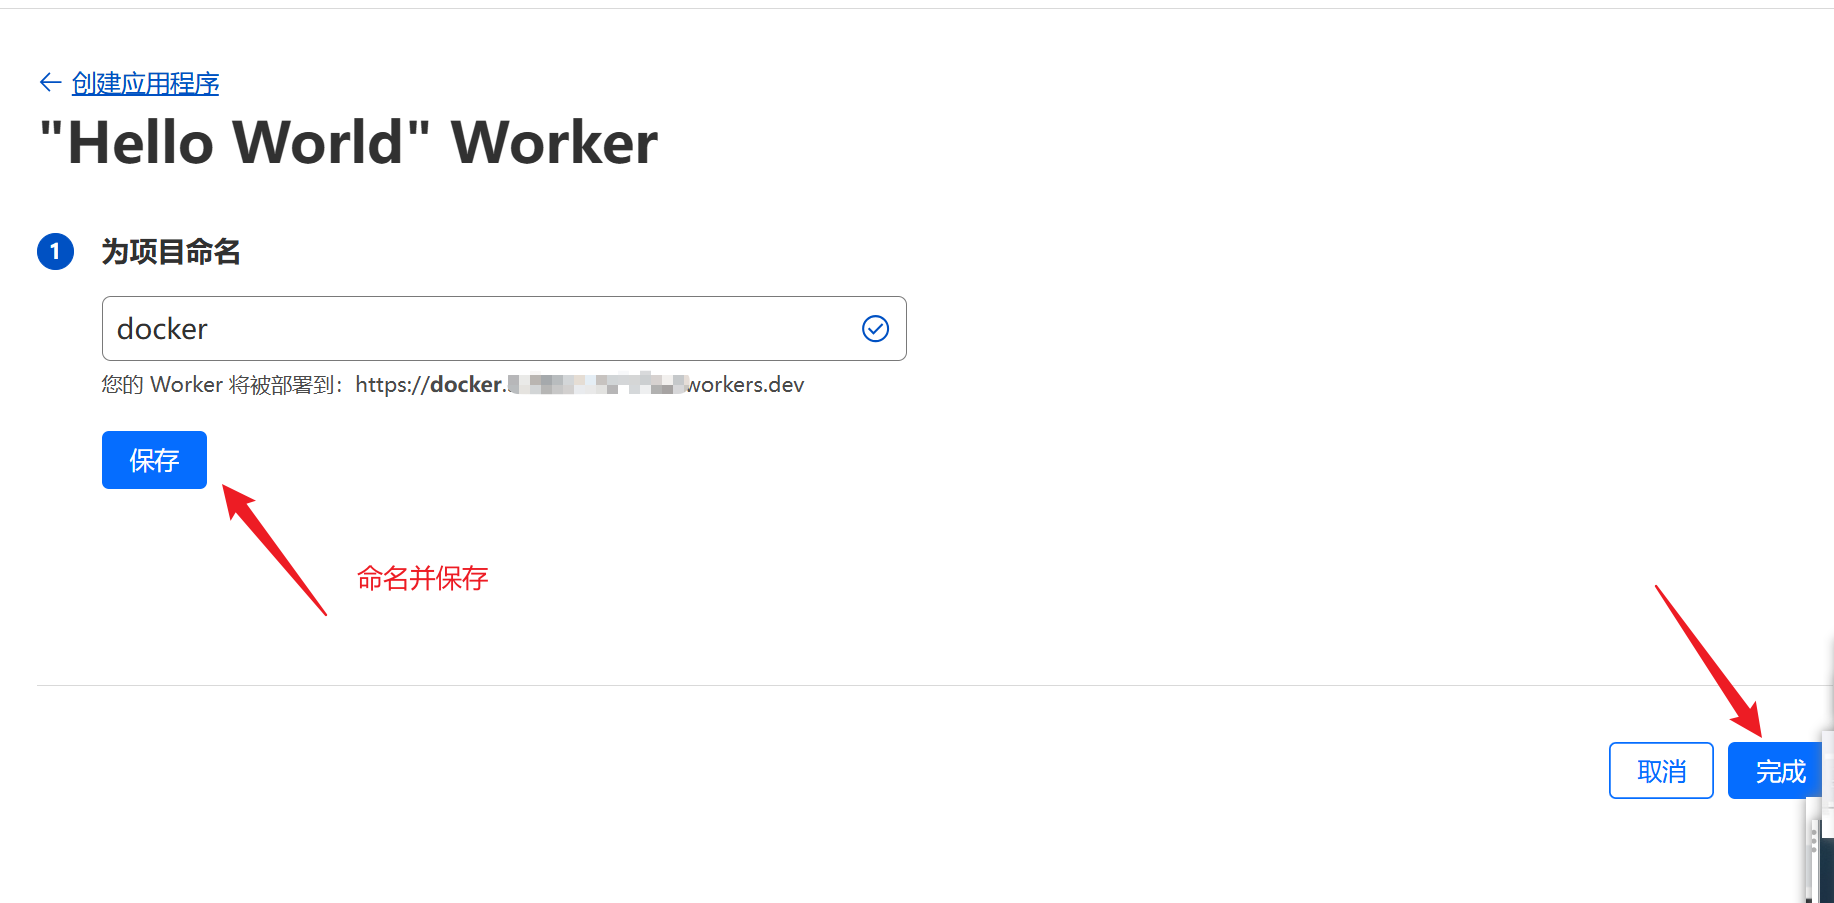 ← 创建应用程序
"Hello World" Worker
1 为项目命名
docker
您的 Worker 将被部署到：https://docker.workers.dev
保存
命名并保存
取消 完成